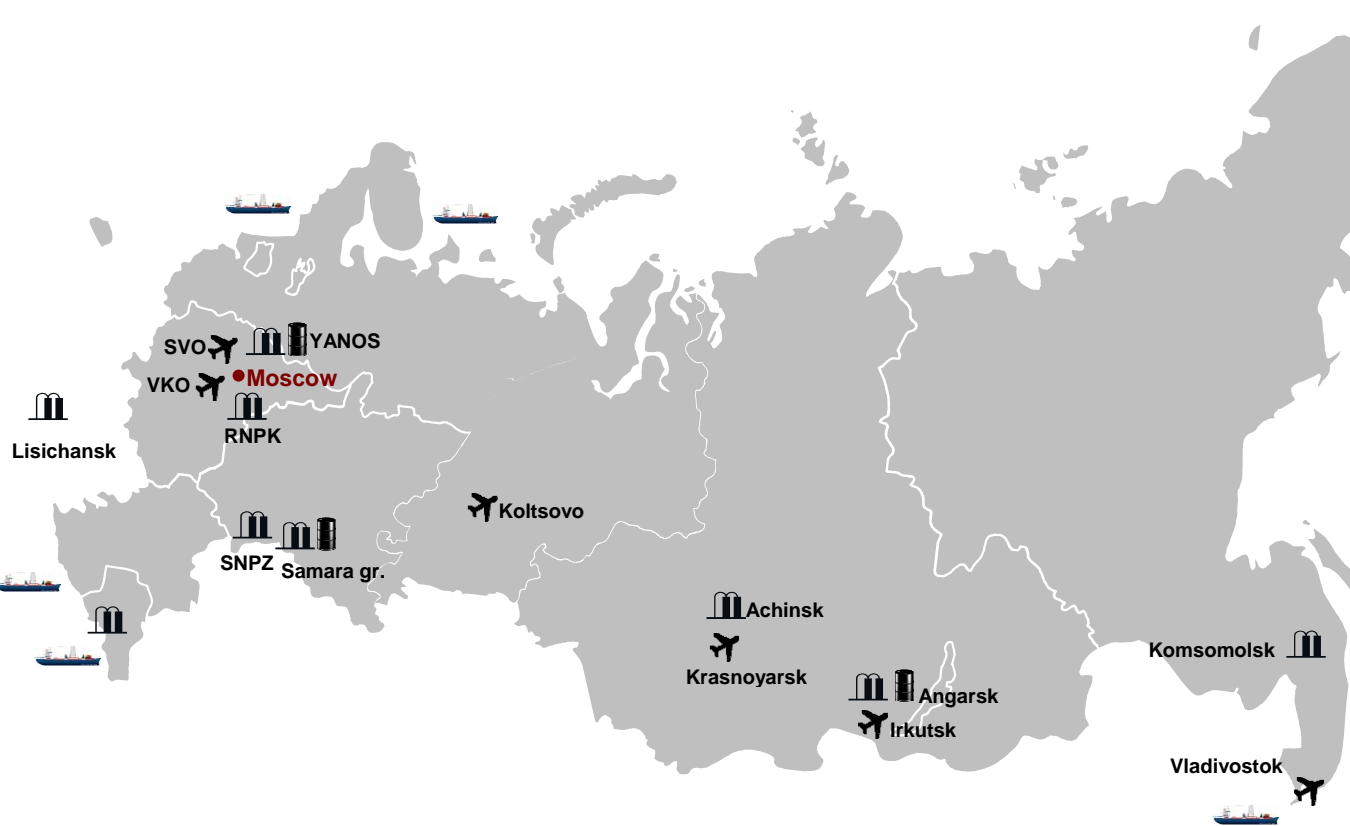 SVO
YANOS
VKO
Moscow
Lisichansk
RNPK
Koltsovo
SNPZ
Samara gr.
Achinsk
Krasnoyarsk
Komsomolsk
Angarsk
Irkutsk
Vladivostok